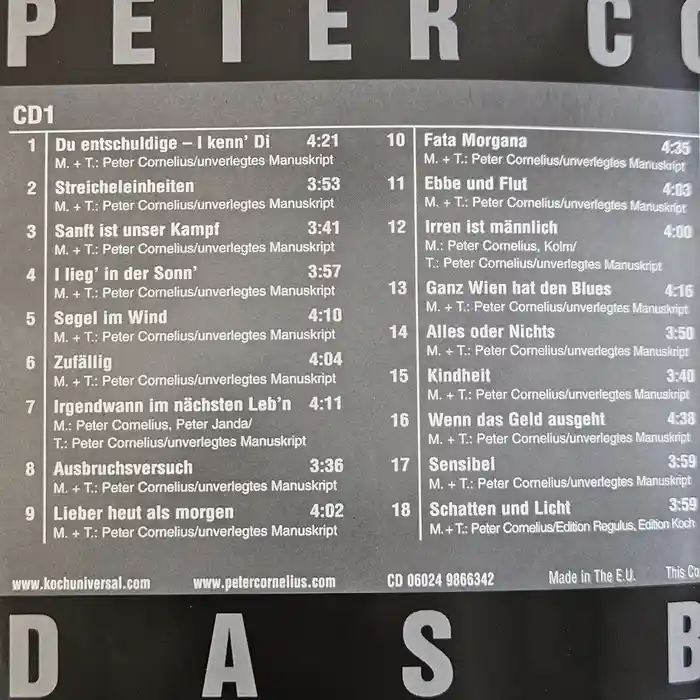 PETER CO
CD1
1 Du entschuldige – I kenn' Di 4:21
M. + T.: Peter Cornelius/unverlegtes Manuskript
2 Streicheleinheiten 3:53
M. + T.: Peter Cornelius/unverlegtes Manuskript
3 Sanft ist unser Kampf 3:41
M. + T.: Peter Cornelius/unverlegtes Manuskript
4 I lieg' in der Sonn' 3:57
M. + T.: Peter Cornelius/unverlegtes Manuskript
5 Segel im Wind 4:10
M. + T.: Peter Cornelius/unverlegtes Manuskript
6 Zufällig 4:04
M. + T.: Peter Cornelius/unverlegtes Manuskript
7 Irgendwann im nächsten Leb'n 4:11
M.: Peter Cornelius, Peter Janda/
T.: Peter Cornelius/unverlegtes Manuskript
8 Ausbruchsversuch 3:36
M. + T.: Peter Cornelius/unverlegtes Manuskript
9 Lieber heut als morgen 4:02
M. + T.: Peter Cornelius/unverlegtes Manuskript
10 Fata Morgana 4:35
M. + T.: Peter Cornelius/unverlegtes Manuskript
11 Ebbe und Flut 4:03
M. + T.: Peter Cornelius/unverlegtes Manuskript
12 Irren ist männlich 4:00
M.: Peter Cornelius, Kolm/
T.: Peter Cornelius/unverlegtes Manuskript
13 Ganz Wien hat den Blues 4:16
M. + T.: Peter Cornelius/unverlegtes Manuskript
14 Alles oder Nichts 3:50
M. + T.: Peter Cornelius/unverlegtes Manuskript
15 Kindheit 3:40
M. + T.: Peter Cornelius/unverlegtes Manuskript
16 Wenn das Geld ausgeht 4:38
M. + T.: Peter Cornelius/unverlegtes Manuskript
17 Sensibel 3:59
M. + T.: Peter Cornelius/unverlegtes Manuskript
18 Schatten und Licht 3:59
M.+T.: Peter Cornelius/Edition Regulus, Edition Koch
www.kochuniversal.com www.petercornelius.com CD 06024 9866342 Made in The E.U. This Co
DAS B